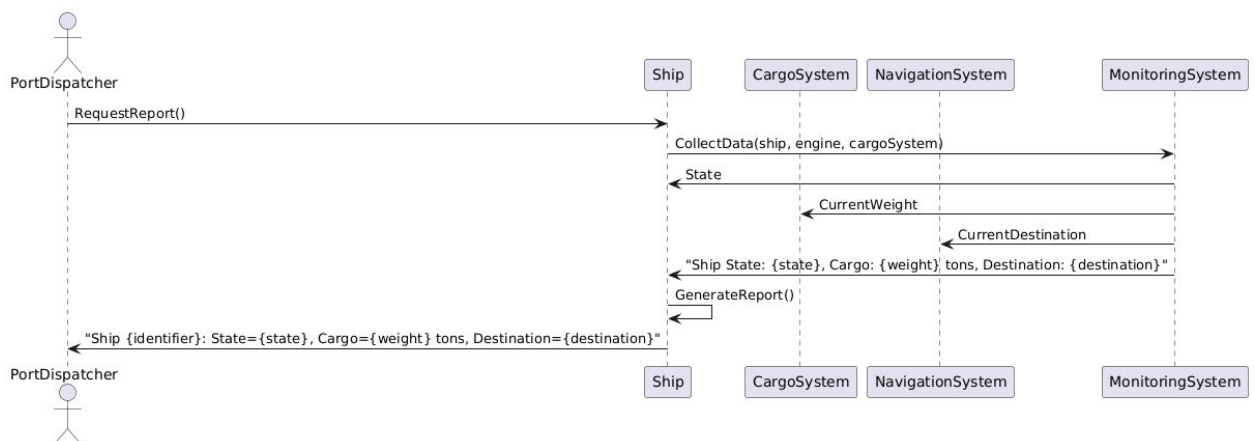 PortDispatcher
Ship
CargoSystem
NavigationSystem
MonitoringSystem
RequestReport()
CollectData(ship, engine, cargoSystem)
State
CurrentWeight
CurrentDestination
"Ship State: {state}, Cargo: {weight} tons, Destination: {destination}"
GenerateReport()
"Ship {identifier}: State={state}, Cargo={weight} tons, Destination={destination}"
PortDispatcher
Ship
CargoSystem
NavigationSystem
MonitoringSystem